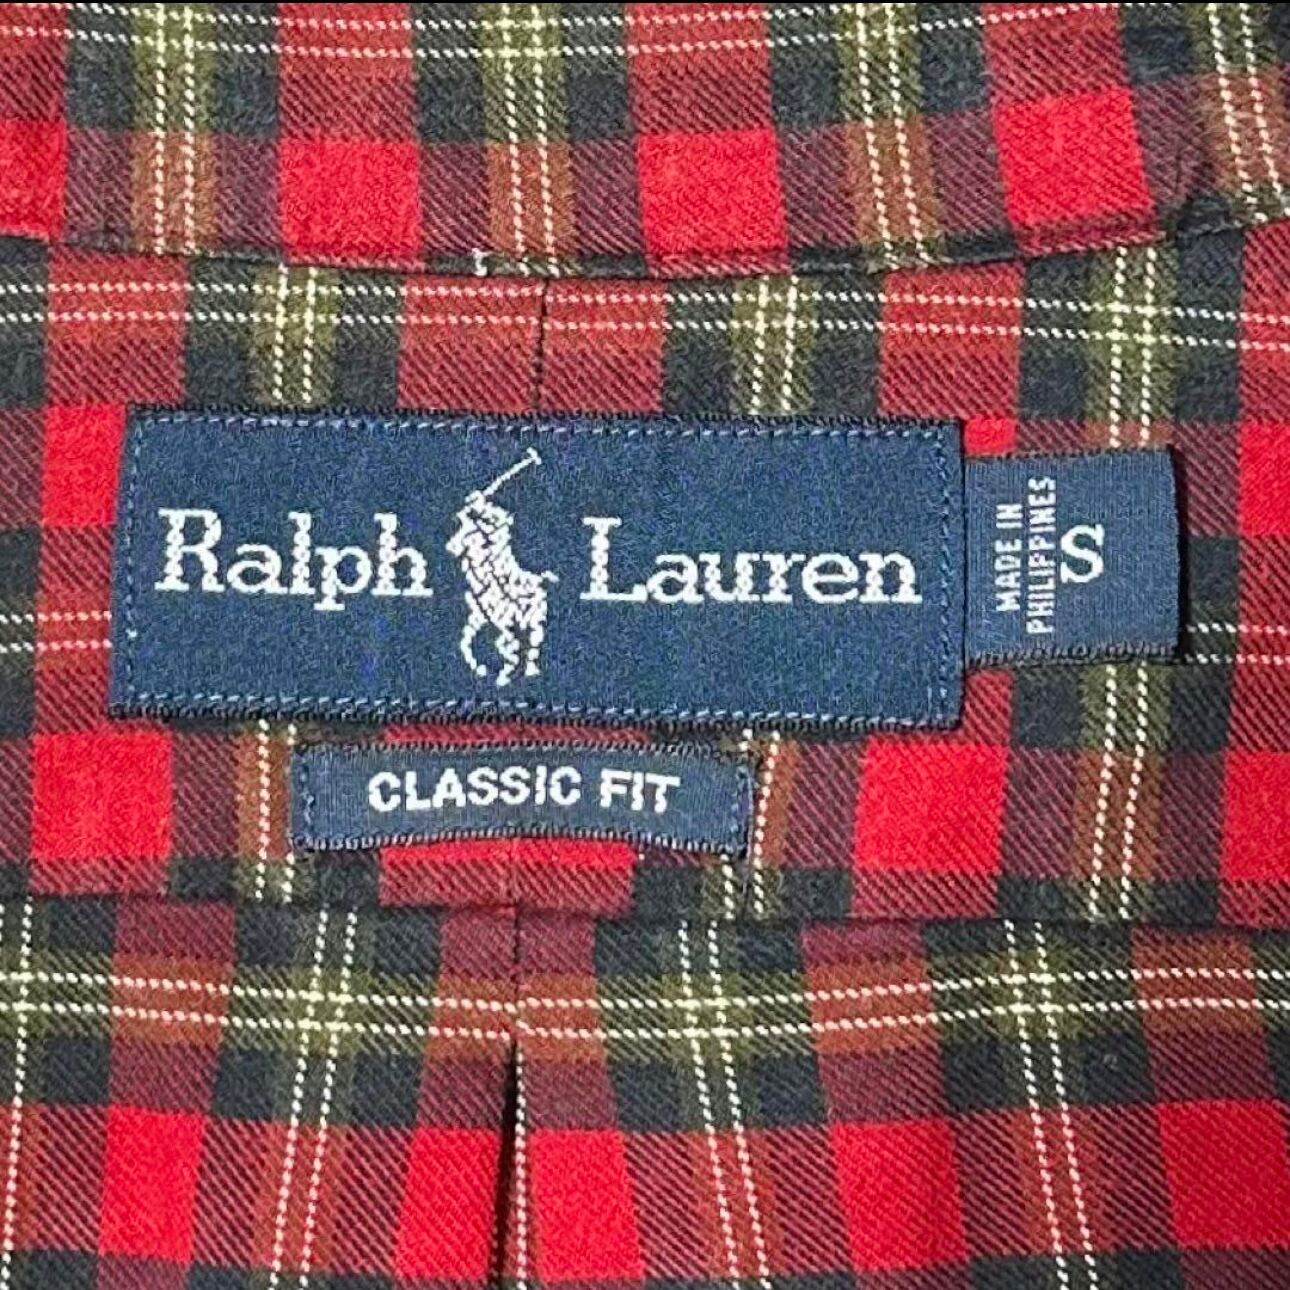 Ralph Lauren
MADE IN
PHILIPPINES
S
CLASSIC FIT